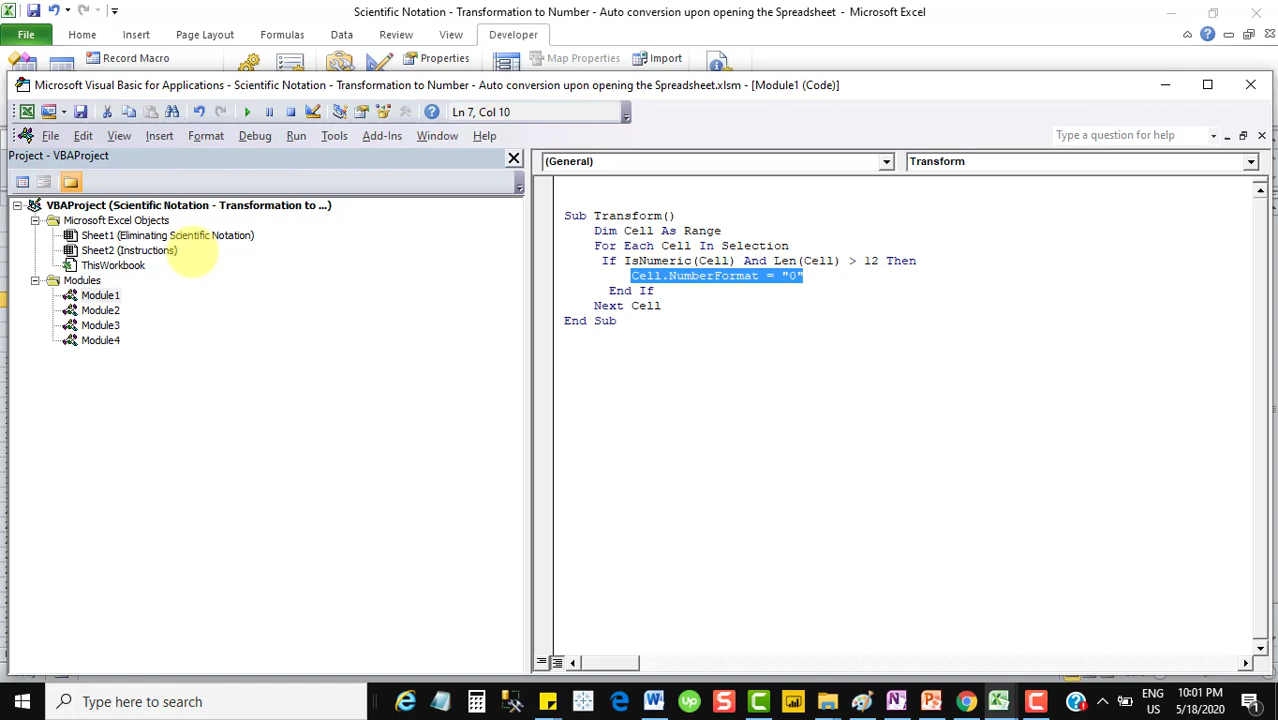 Scientific Notation - Transformation to Number - Auto conversion upon opening the Spreadsheet - Microsoft Excel
File Home Insert Page Layout Formulas Data Review View Developer
Record Macro Properties Map Properties Import
Microsoft Visual Basic for Applications - Scientific Notation - Transformation to Number - Auto conversion upon opening the Spreadsheet.xlsm - [Module1 (Code)]
Ln 7, Col 10
File Edit View Insert Format Debug Run Tools Add-Ins Window Help Type a question for help
Project - VBAProject
(General) Transform
VBAProject (Scientific Notation - Transformation to ...)
Microsoft Excel Objects
Sheet1 (Eliminating Scientific Notation)
Sheet2 (Instructions)
ThisWorkbook
Modules
Module1
Module2
Module3
Module4
Sub Transform()
Dim Cell As Range
For Each Cell In Selection
If IsNumeric(Cell) And Len(Cell) > 12 Then
Cell.NumberFormat = "0"
End If
Next Cell
End Sub
Type here to search
ENG
US
10:01 PM
5/18/2020